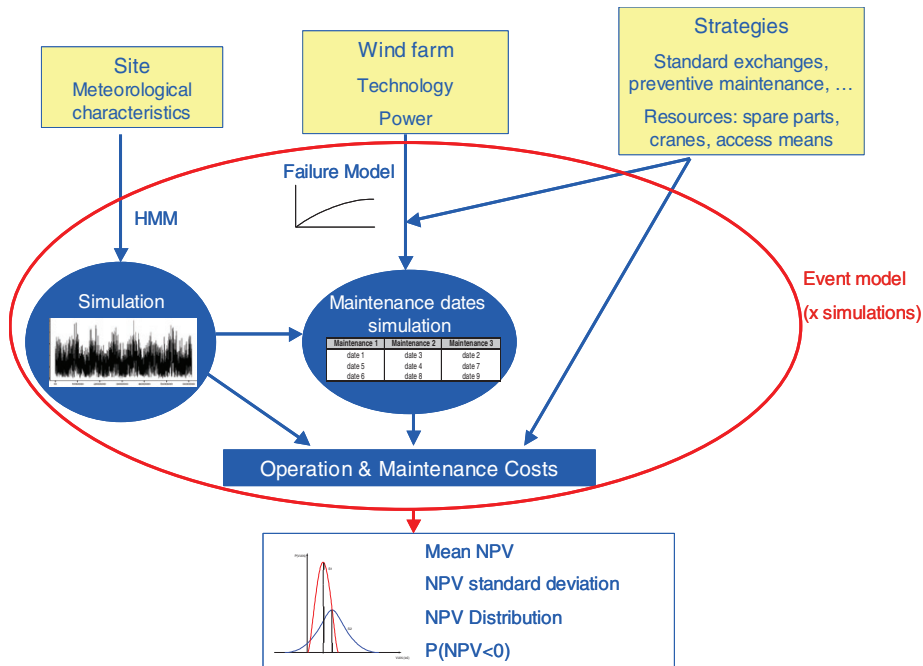 Site
Meteorological
characteristics
Wind farm
Technology
Power
Strategies
Standard exchanges,
preventive maintenance, …
Resources: spare parts,
cranes, access means
Failure Model
HMM
Simulation
Maintenance dates
simulation
Maintenance 1 Maintenance 2 Maintenance 3
date 1 date 3 date 2
date 5 date 4 date 7
date 6 date 8 date 9
Event model
(x simulations)
Operation & Maintenance Costs
Mean NPV
NPV standard deviation
NPV Distribution
P(NPV<0)